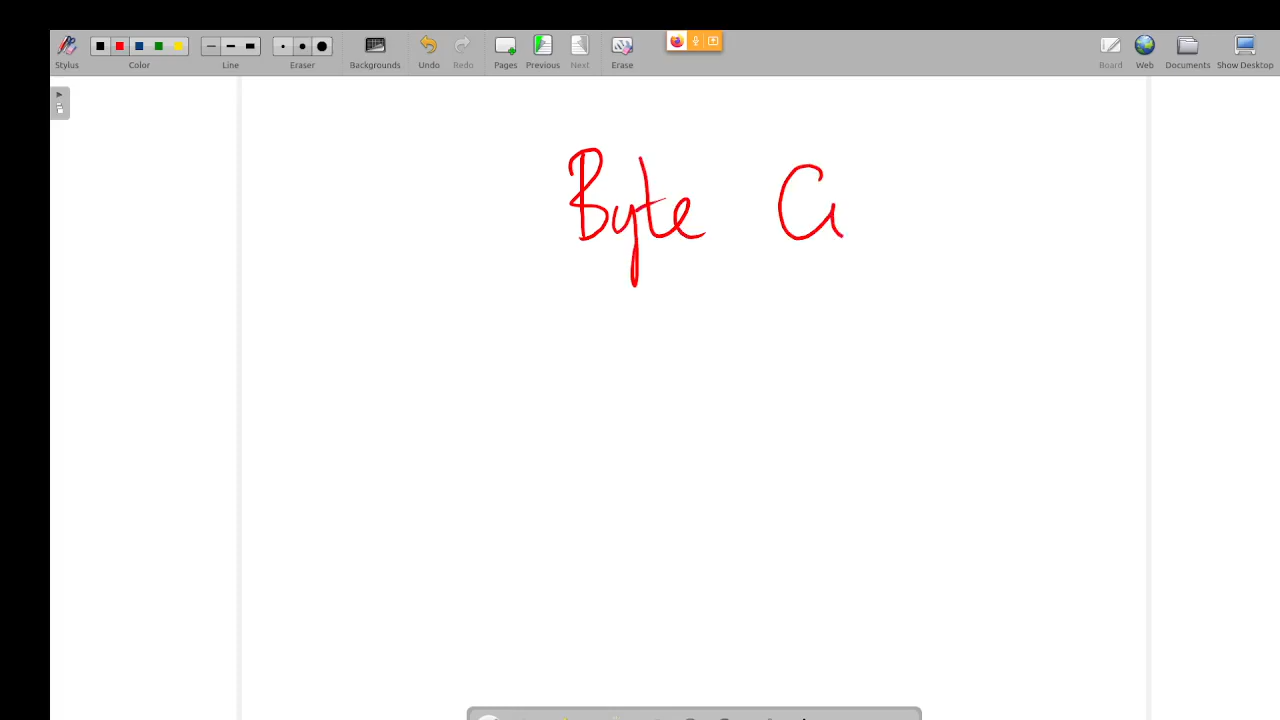 Stylus
Color
Line
Eraser
Backgrounds
Undo
Redo
Pages
Previous
Next
Erase
Board
Web
Documents
Show Desktop
Byte